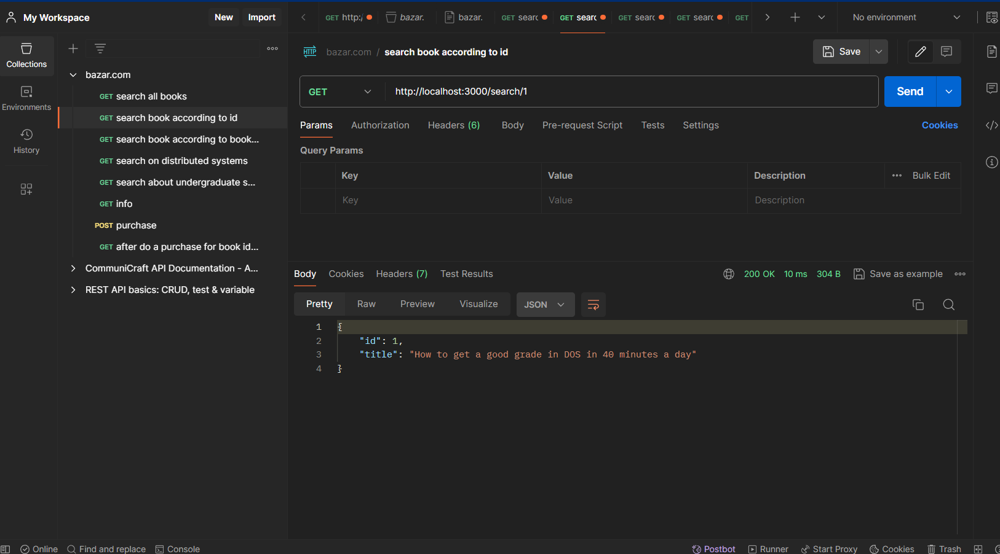 My Workspace
New
Import
GET http:/
bazar.
bazar.
GET searc
GET searc
GET searc
GET searc
GET
No environment
Collections
Environments
History
bazar.com
GET search all books
GET search book according to id
GET search book according to book...
GET search on distributed systems
GET search about undergraduate s...
GET info
POST purchase
GET after do a purchase for book id...
CommuniCraft API Documentation - A...
REST API basics: CRUD, test & variable
HTTP bazar.com / search book according to id
Save
GET http://localhost:3000/search/1
Send
Params Authorization Headers (6) Body Pre-request Script Tests Settings Cookies
Query Params
Key Value Description ••• Bulk Edit
Key Value Description
Body Cookies Headers (7) Test Results 200 OK 10 ms 304 B Save as example
Pretty Raw Preview Visualize JSON
1 {
2 "id": 1,
3 "title": "How to get a good grade in DOS in 40 minutes a day"
4 }
Online Find and replace Console Postbot Runner Start Proxy Cookies Trash